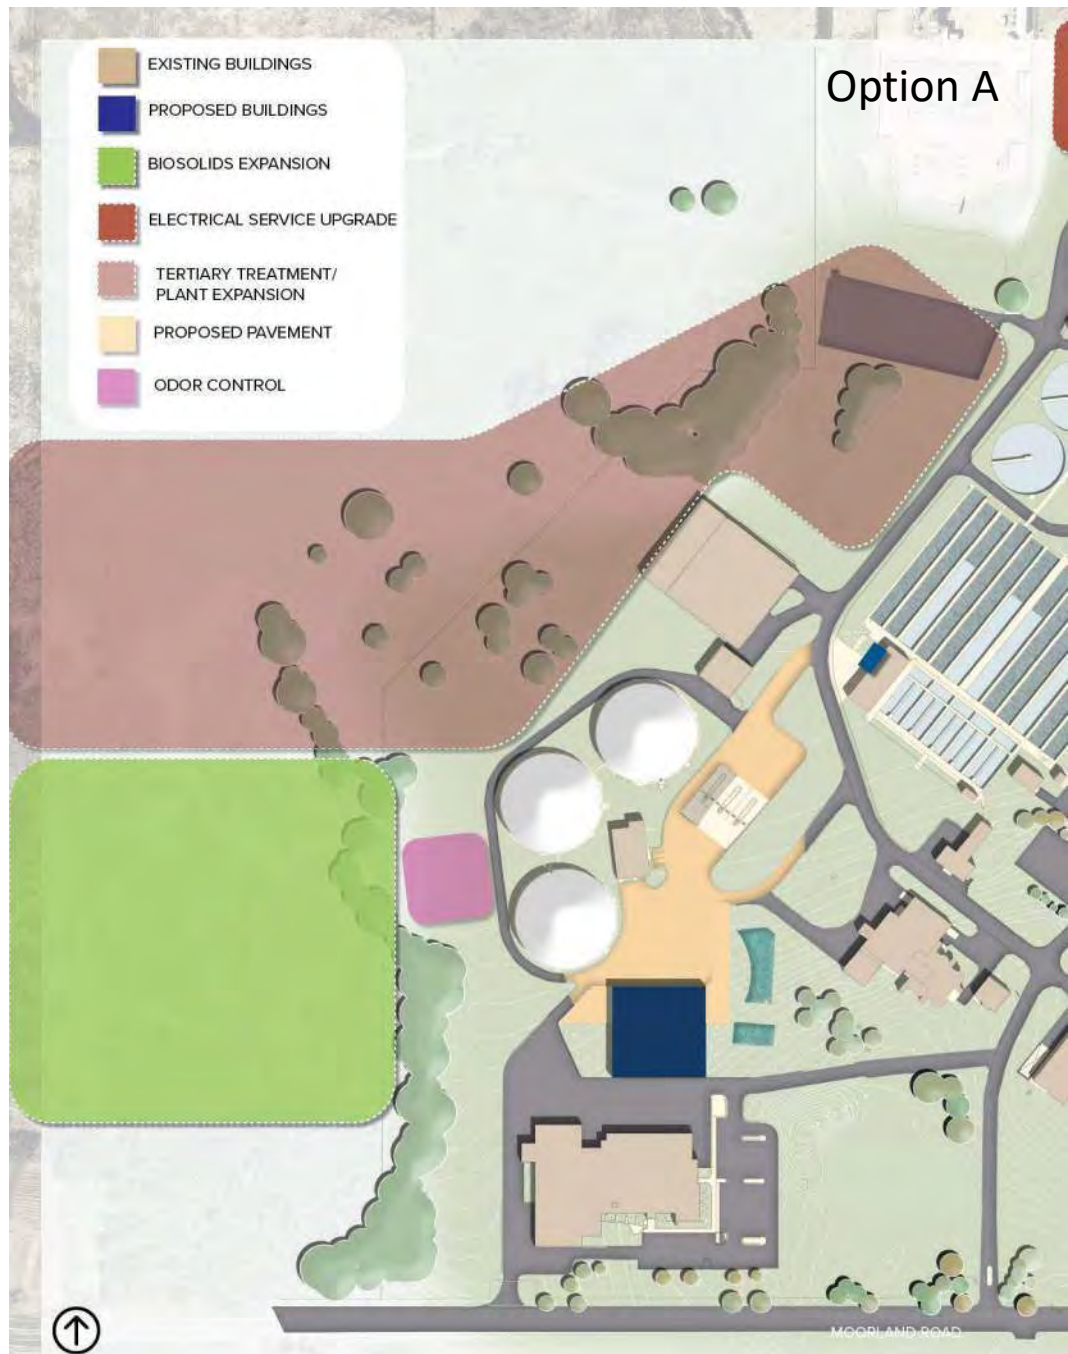 Option A
EXISTING BUILDINGS
PROPOSED BUILDINGS
BIOSOLIDS EXPANSION
ELECTRICAL SERVICE UPGRADE
TERTIARY TREATMENT/
PLANT EXPANSION
PROPOSED PAVEMENT
ODOR CONTROL
MOORLAND ROAD